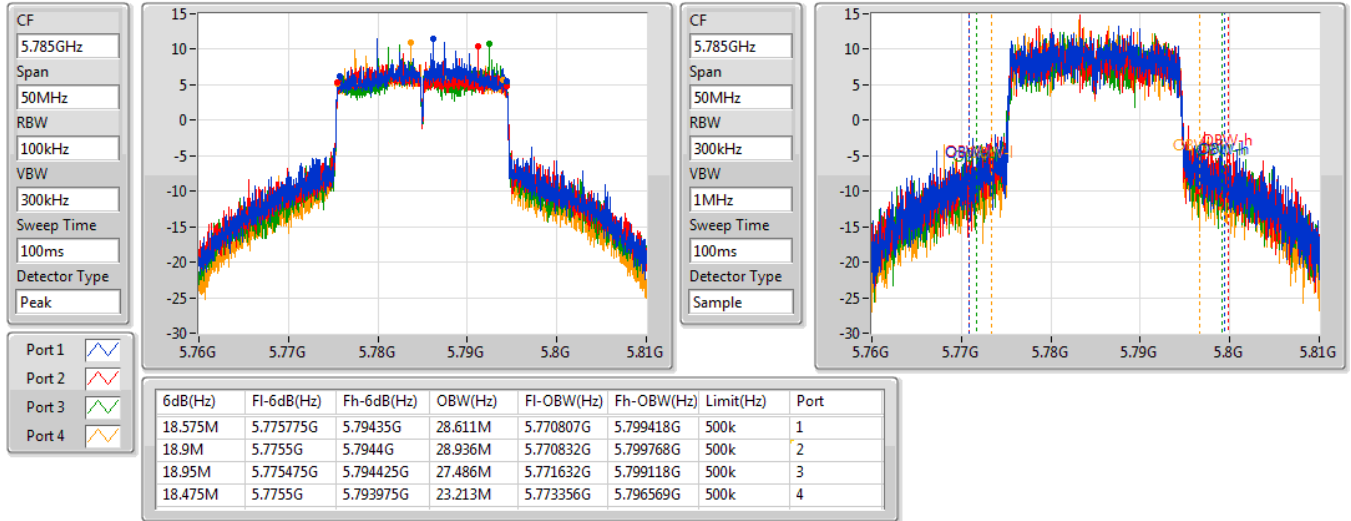 CF
5.785GHz
Span
50MHz
RBW
100kHz
VBW
300kHz
Sweep Time
100ms
Detector Type
Peak
15
10
5
0
-5
-10
-15
-20
-25
-30
5.76G 5.77G 5.78G 5.79G 5.8G 5.81G
CF
5.785GHz
Span
50MHz
RBW
300kHz
VBW
1MHz
Sweep Time
100ms
Detector Type
Sample
15
10
5
0
-5
-10
-15
-20
-25
-30
OBW-h
5.76G 5.77G 5.78G 5.79G 5.8G 5.81G
Port 1
Port 2
Port 3
Port 4
6dB(Hz) Fl-6dB(Hz) Fh-6dB(Hz) OBW(Hz) Fl-OBW(Hz) Fh-OBW(Hz) Limit(Hz) Port
18.575M 5.775775G 5.79435G 28.611M 5.770807G 5.799418G 500k 1
18.9M 5.7755G 5.7944G 28.936M 5.770832G 5.799768G 500k 2
18.95M 5.775475G 5.794425G 27.486M 5.771632G 5.799118G 500k 3
18.475M 5.7755G 5.793975G 23.213M 5.773356G 5.796569G 500k 4